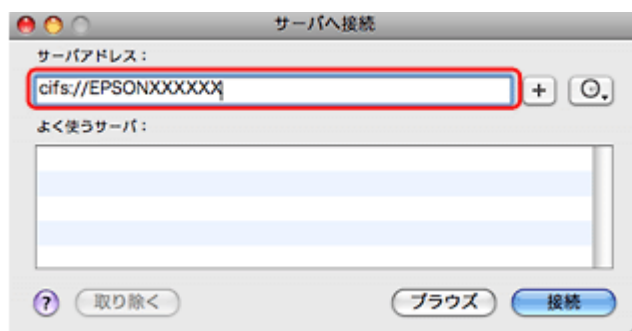 サーバへ接続
サーバアドレス：
cifs://EPSONXXXXXX
+
よく使うサーバ：
? 取り除く ブラウズ 接続